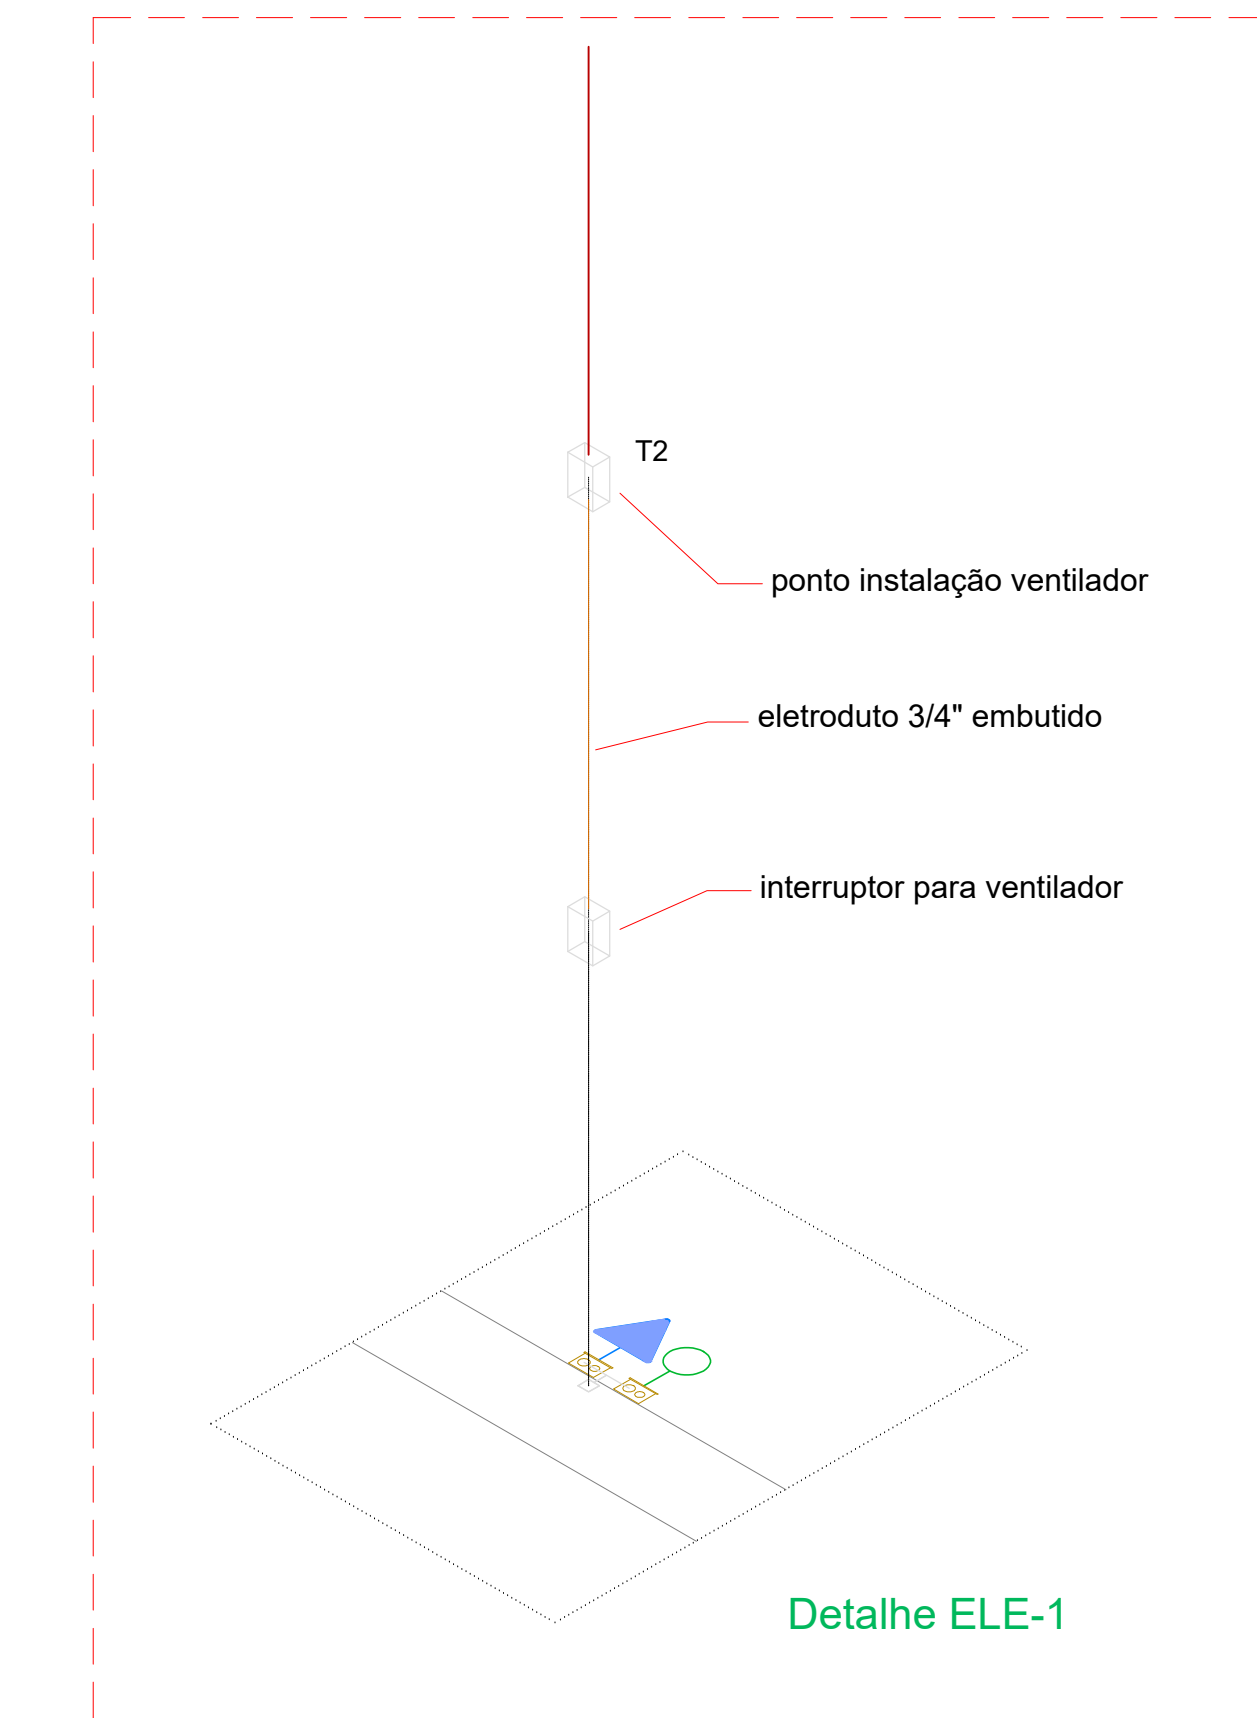 T2
ponto instalação ventilador
eletroduto 3/4" embutido
interruptor para ventilador
Detalhe ELE-1